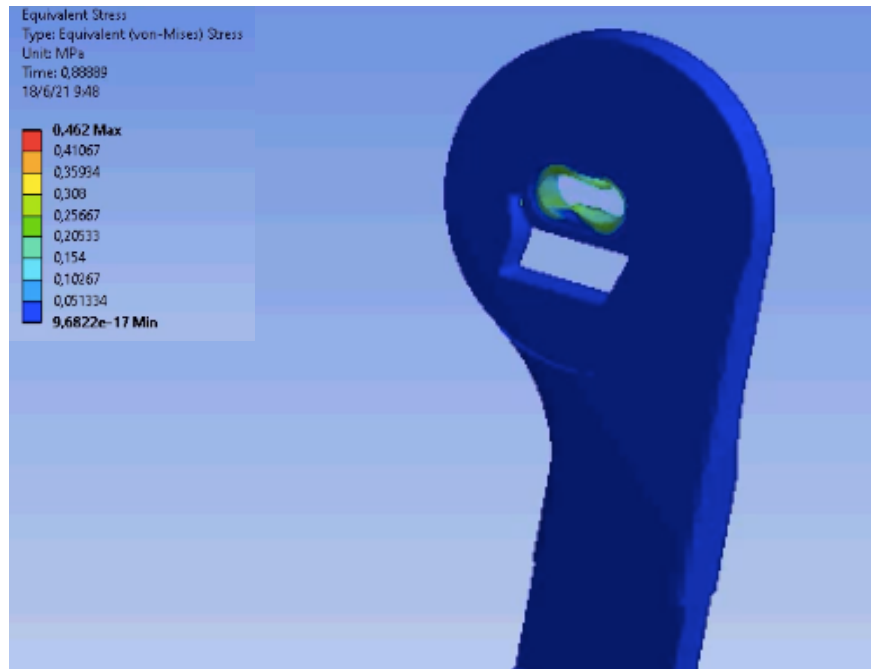 Equivalent Stress
Type: Equivalent (von-Mises) Stress
Unit: MPa
Time: 0,88889
18/6/21 9:48
0,462 Max
0,41067
0,35934
0,308
0,25667
0,20533
0,154
0,10267
0,051334
9,6822e-17 Min